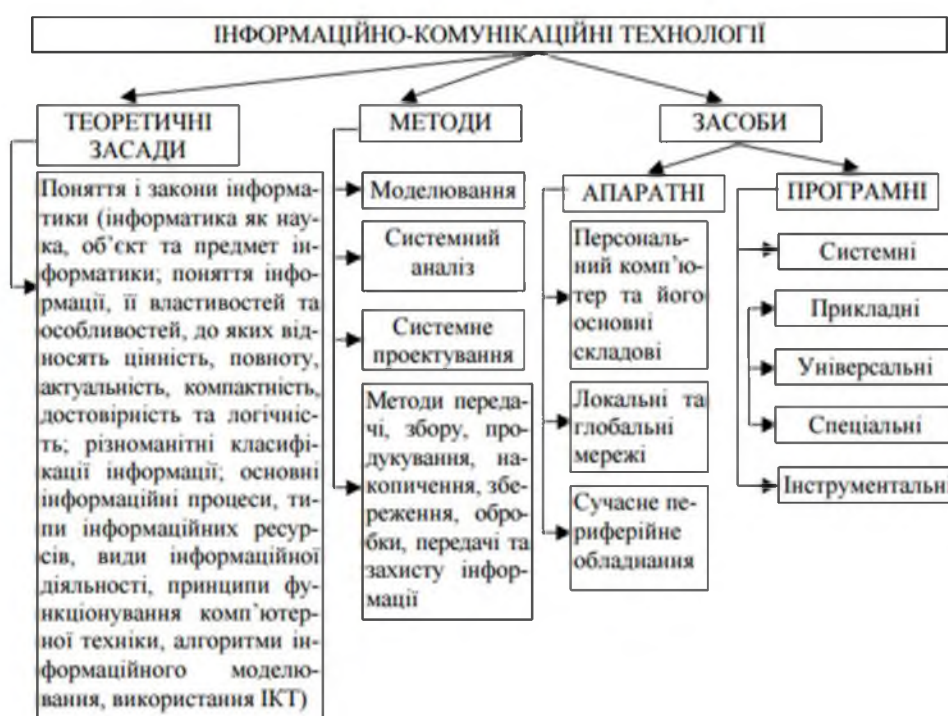 ІНФОРМАЦІЙНО-КОМУНІКАЦІЙНІ ТЕХНОЛОГІЇ
ТЕОРЕТИЧНІ
ЗАСАДИ
Поняття і закони інформа-
тики (інформатика як нау-
ка, об’єкт та предмет ін-
форматики; поняття інфо-
рмації, її властивостей та
особливостей, до яких від-
носять цінність, повноту,
актуальність, компактність,
достовірність та логічніс-
ть; різноманітні класифі-
кації інформації; основні
інформаційні процеси, ти-
пи інформаційних ресур-
сів, види інформаційної
діяльності, принципи фу-
нкціонування комп’ютер-
ної техніки, алгоритми ін-
формаційного моделю-
вання, використання ІКТ)
МЕТОДИ
Моделювання
Системний
аналіз
Системне
проектування
Методи переда-
чі, збору, про-
дукування, на-
копичення, збе-
реження, обро-
бки, передачі та
захисту інфор-
мації
ЗАСОБИ
АПАРАТНІ
Персональ-
ний комп’ю-
тер та його
основні
складові
Локальні та
глобальні
мережі
Сучасне пе-
риферійне
обладнання
ПРОГРАМНІ
Системні
Прикладні
Універсальні
Спеціальні
Інструментальні